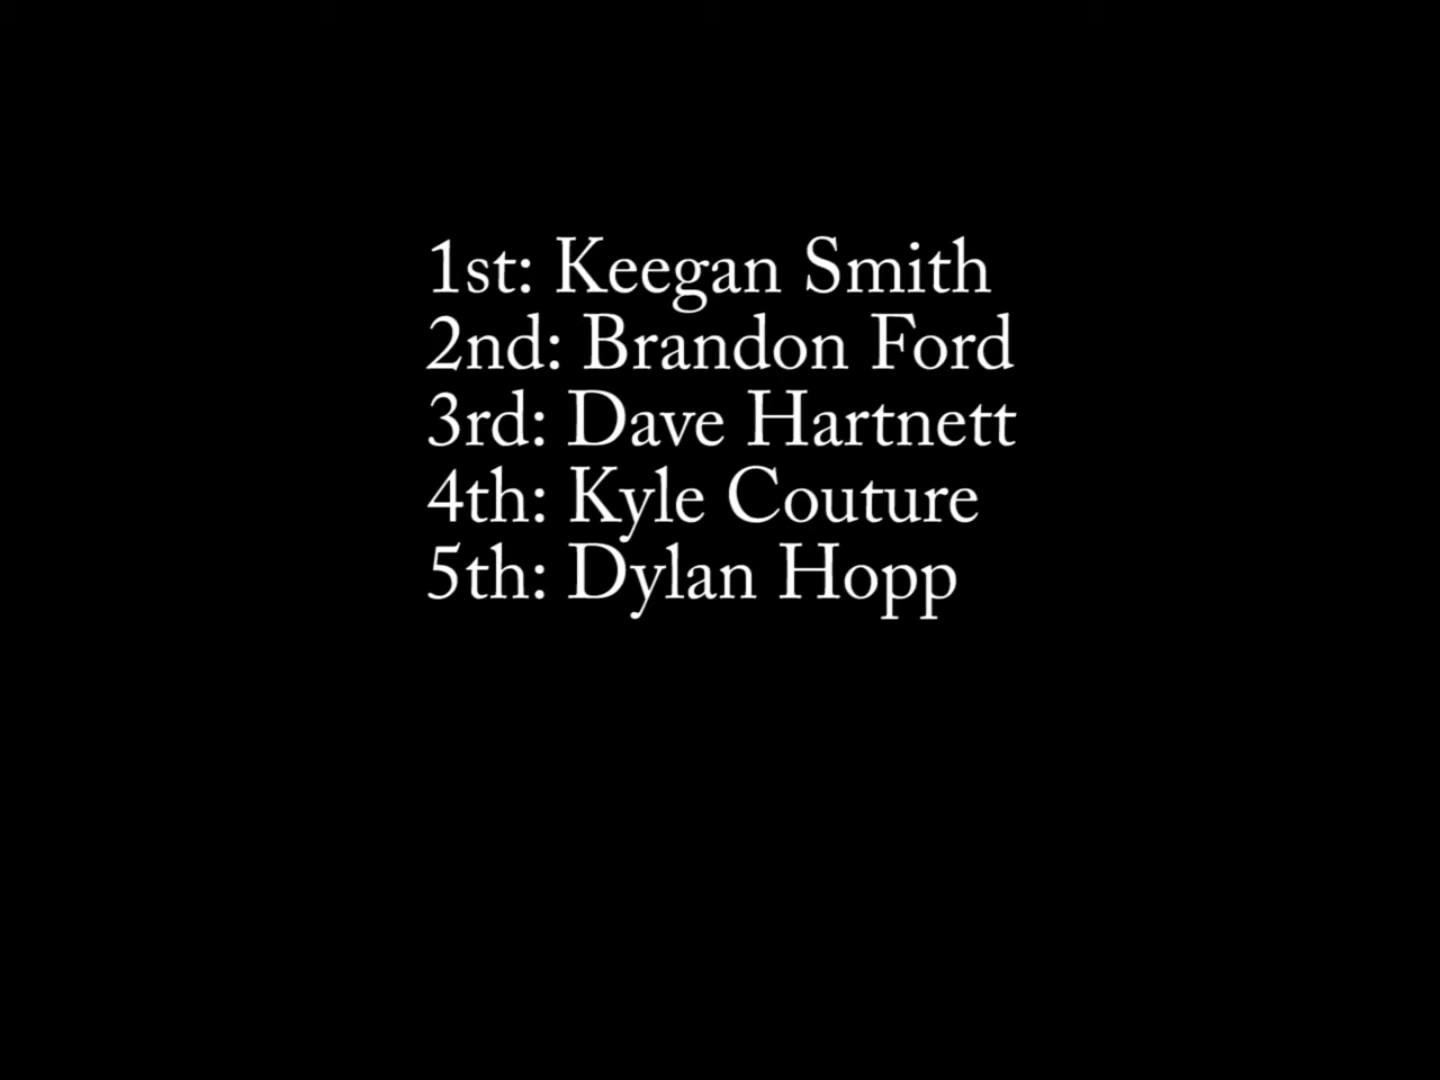 1st: Keegan Smith
2nd: Brandon Ford
3rd: Dave Hartnett
4th: Kyle Couture
5th: Dylan Hopp